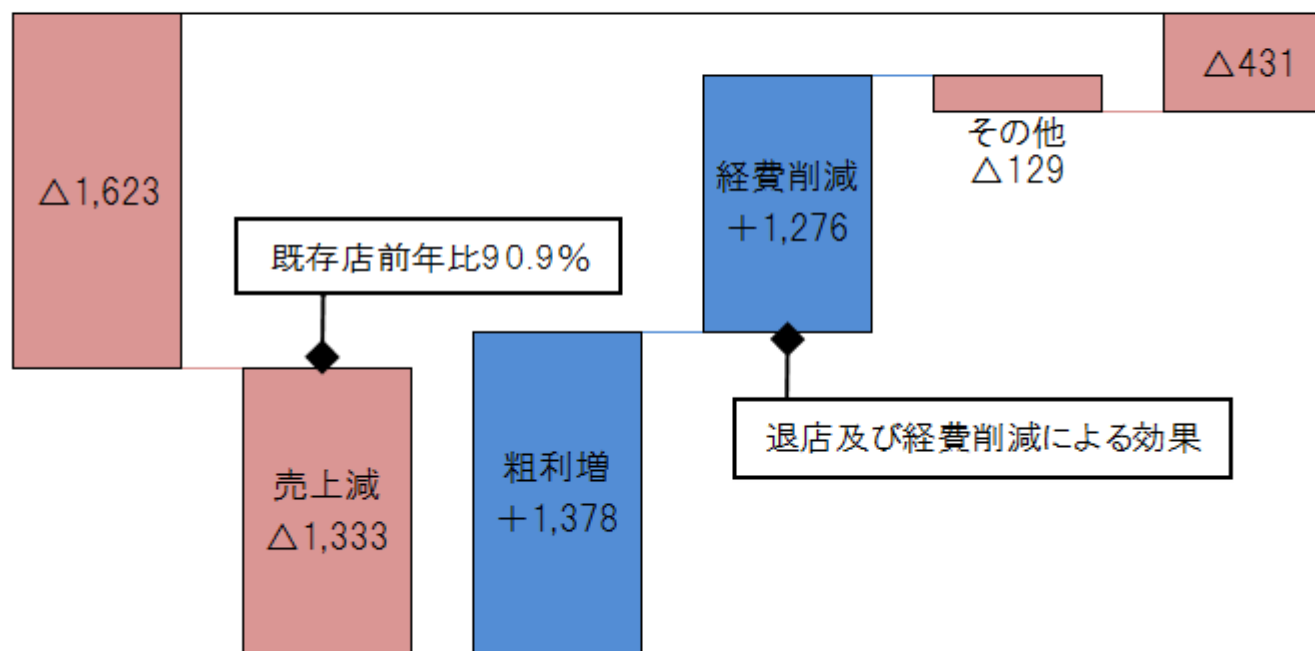 △1,623
既存店前年比90.9%
売上減
△1,333
粗利増
＋1,378
経費削減
＋1,276
退店及び経費削減による効果
その他
△129
△431